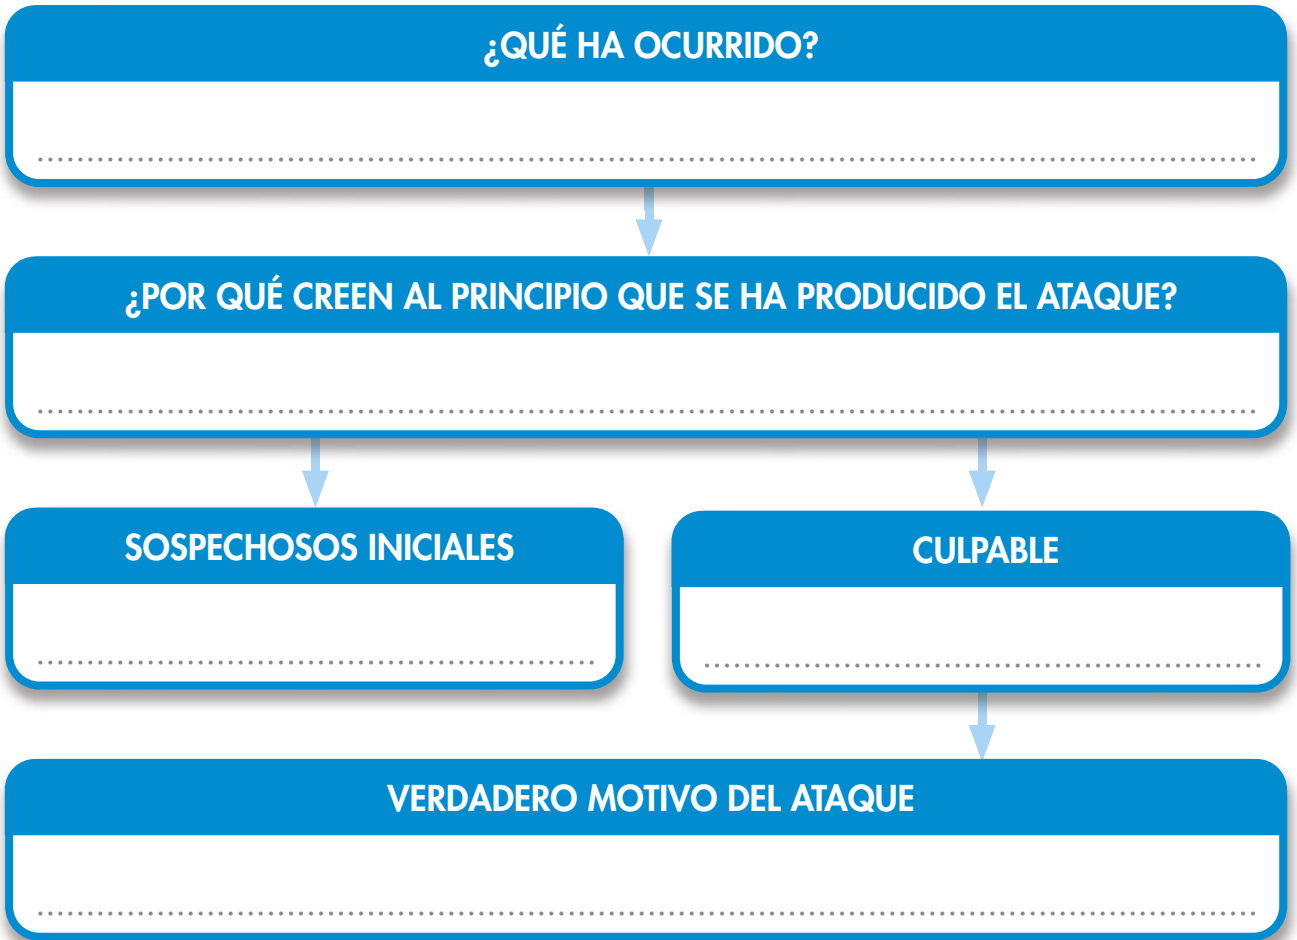 ¿QUÉ HA OCURRIDO?
¿POR QUÉ CREEN AL PRINCIPIO QUE SE HA PRODUCIDO EL ATAQUE?
SOSPECHOSOS INICIALES
CULPABLE
VERDADERO MOTIVO DEL ATAQUE